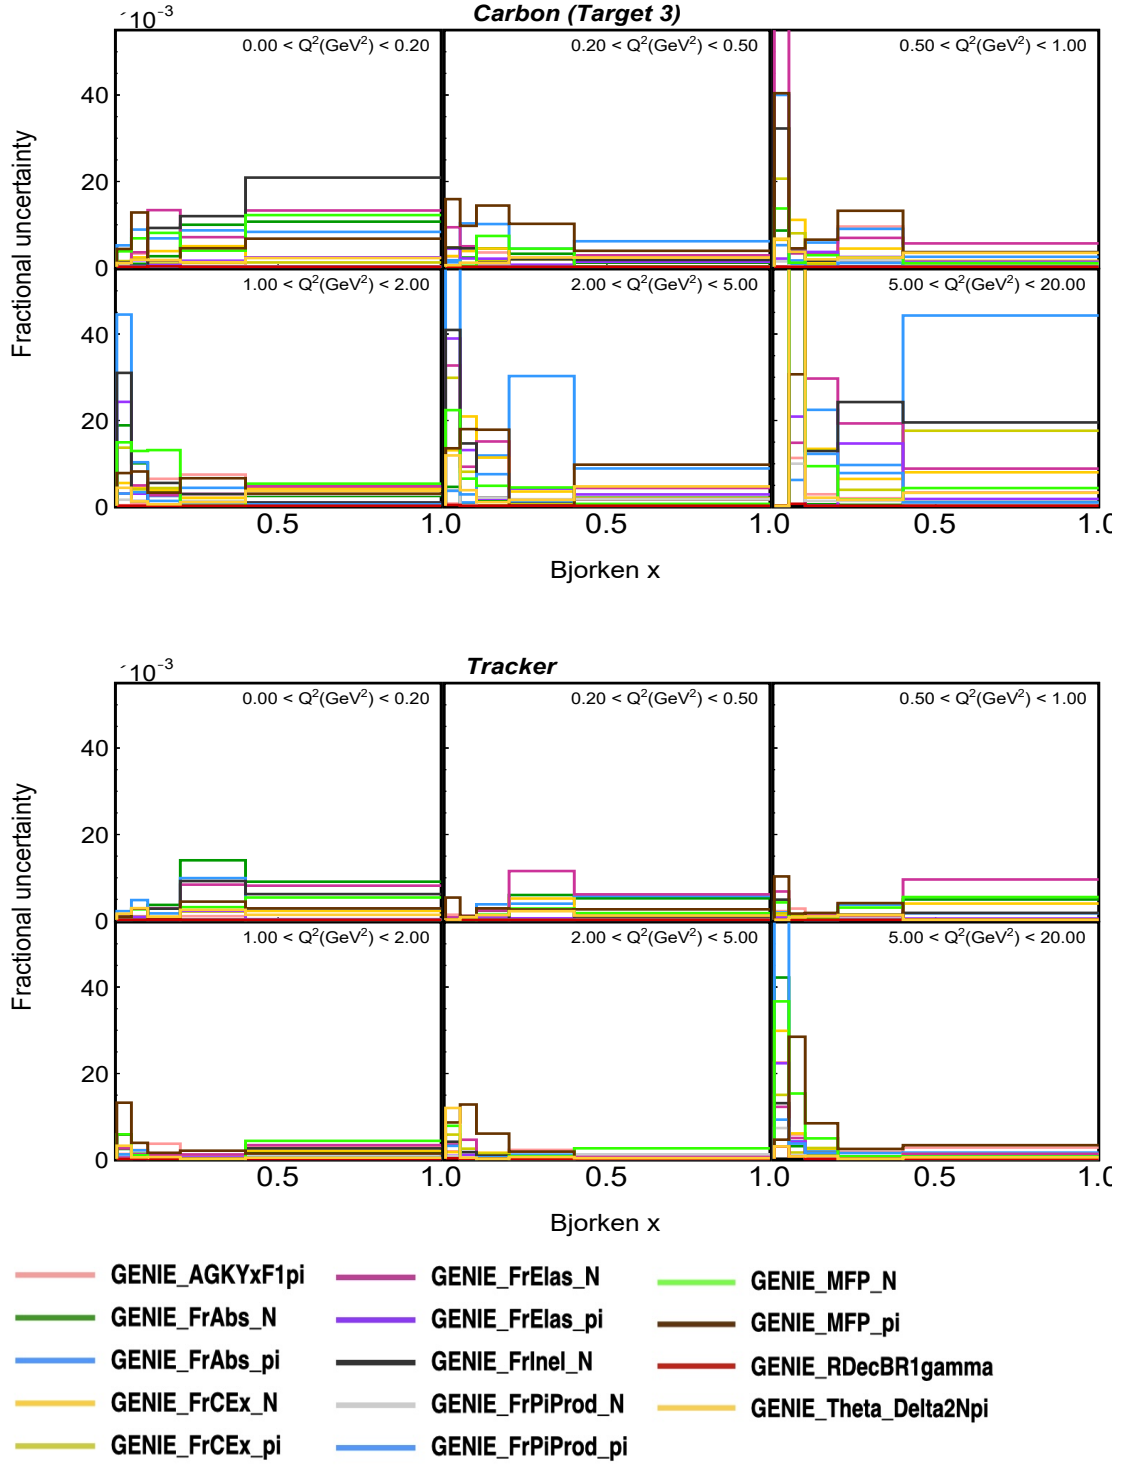 ´10⁻³ Carbon (Target 3)
0.00 < Q²(GeV²) < 0.20 0.20 < Q²(GeV²) < 0.50 0.50 < Q²(GeV²) < 1.00
40
20
0
1.00 < Q²(GeV²) < 2.00 2.00 < Q²(GeV²) < 5.00 5.00 < Q²(GeV²) < 20.00
40
20
0
Fractional uncertainty
0.5 1.0 0.5 1.0 0.5 1.0
Bjorken x
´10⁻³ Tracker
0.00 < Q²(GeV²) < 0.20 0.20 < Q²(GeV²) < 0.50 0.50 < Q²(GeV²) < 1.00
40
20
0
1.00 < Q²(GeV²) < 2.00 2.00 < Q²(GeV²) < 5.00 5.00 < Q²(GeV²) < 20.00
40
20
0
Fractional uncertainty
0.5 1.0 0.5 1.0 0.5 1.0
Bjorken x
GENIE_AGKYxF1pi
GENIE_FrAbs_N
GENIE_FrAbs_pi
GENIE_FrCEx_N
GENIE_FrCEx_pi
GENIE_FrElas_N
GENIE_FrElas_pi
GENIE_FrInel_N
GENIE_FrPiProd_N
GENIE_FrPiProd_pi
GENIE_MFP_N
GENIE_MFP_pi
GENIE_RDecBR1gamma
GENIE_Theta_Delta2Npi